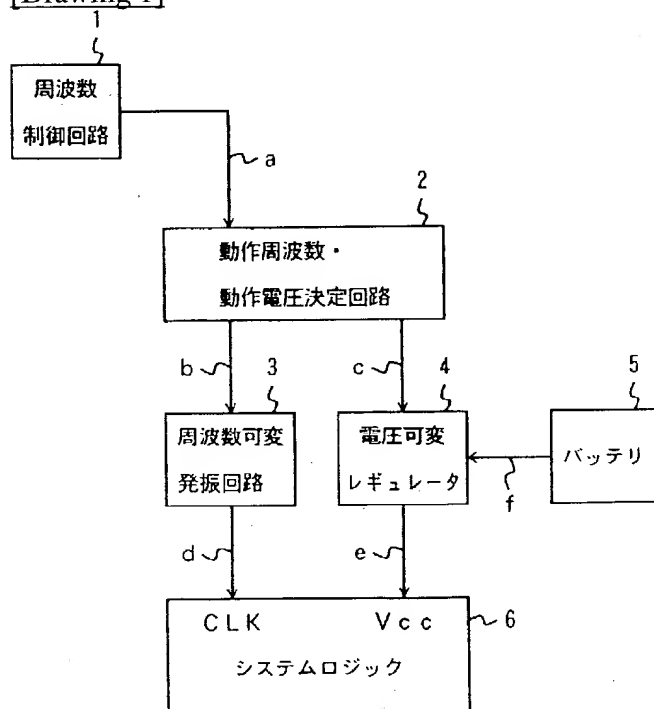 [Drawing 1]
1
周波数
制御回路
a
2
動作周波数・
動作電圧決定回路
b
3
c
4
5
周波数可変
発振回路
電圧可変
レギュレータ
バッテリ
f
d
e
CLK
Vcc
6
システムロジック